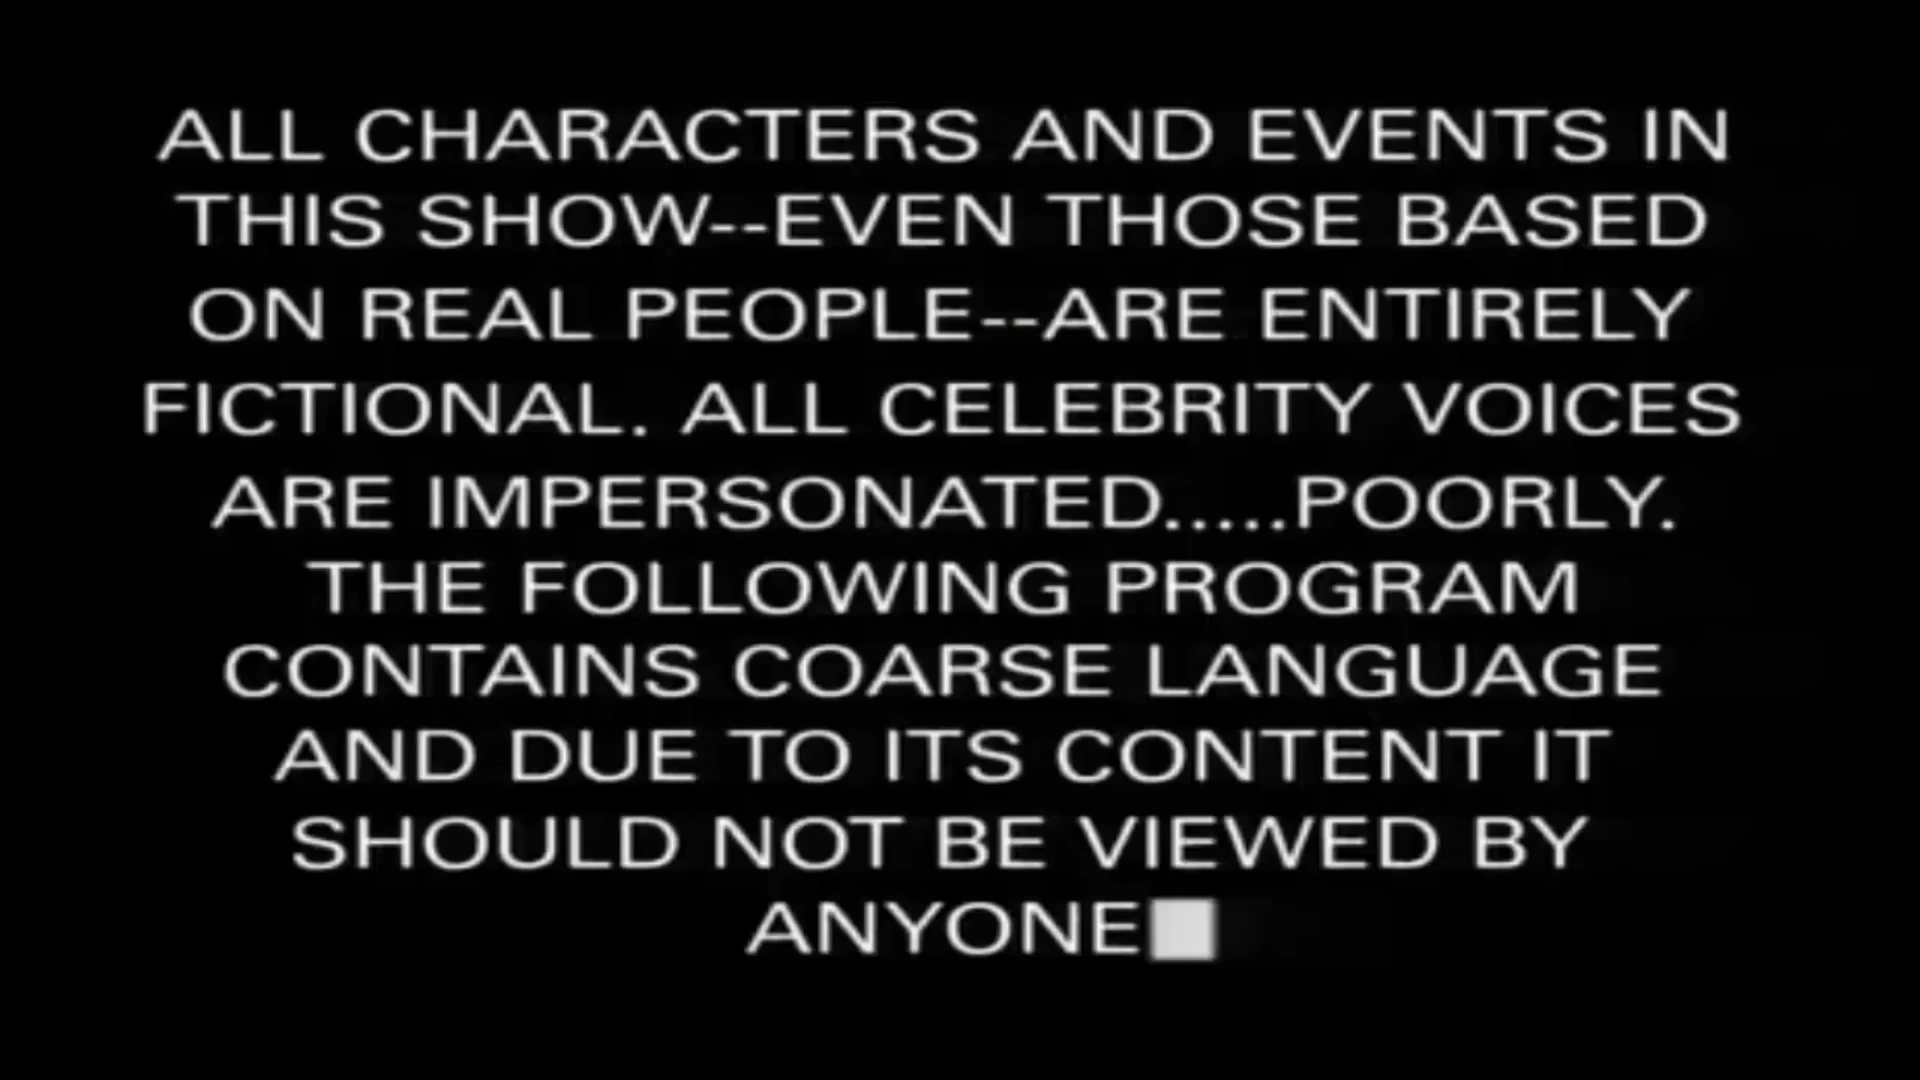 ALL CHARACTERS AND EVENTS IN
THIS SHOW--EVEN THOSE BASED
ON REAL PEOPLE--ARE ENTIRELY
FICTIONAL. ALL CELEBRITY VOICES
ARE IMPERSONATED.....POORLY.
THE FOLLOWING PROGRAM
CONTAINS COARSE LANGUAGE
AND DUE TO ITS CONTENT IT
SHOULD NOT BE VIEWED BY
ANYONE■